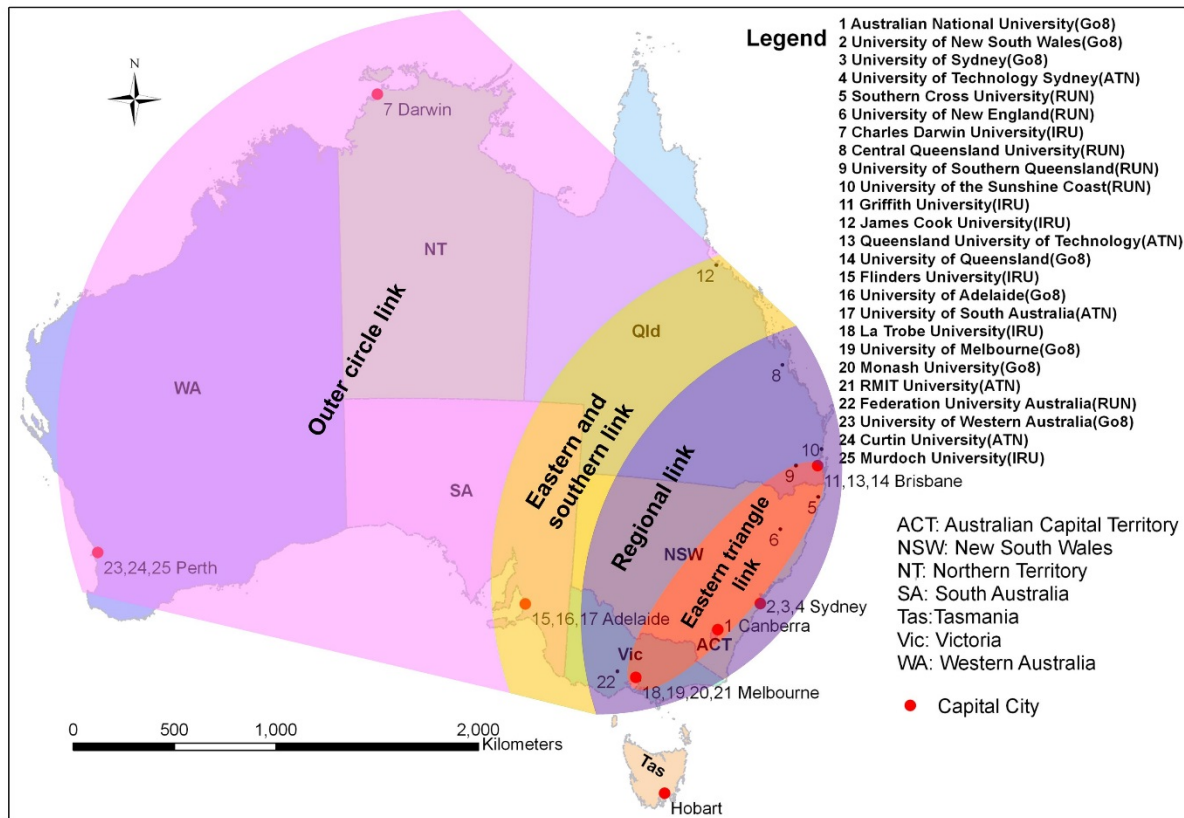 N
Legend
1 Australian National University(Go8)
2 University of New South Wales(Go8)
3 University of Sydney(Go8)
4 University of Technology Sydney(ATN)
5 Southern Cross University(RUN)
6 University of New England(RUN)
7 Charles Darwin University(IRU)
8 Central Queensland University(RUN)
9 University of Southern Queensland(RUN)
10 University of the Sunshine Coast(RUN)
11 Griffith University(IRU)
12 James Cook University(IRU)
13 Queensland University of Technology(ATN)
14 University of Queensland(Go8)
15 Flinders University(IRU)
16 University of Adelaide(Go8)
17 University of South Australia(ATN)
18 La Trobe University(IRU)
19 University of Melbourne(Go8)
20 Monash University(Go8)
21 RMIT University(ATN)
22 Federation University Australia(RUN)
23 University of Western Australia(Go8)
24 Curtin University(ATN)
25 Murdoch University(IRU)
ACT: Australian Capital Territory
NSW: New South Wales
NT: Northern Territory
SA: South Australia
Tas:Tasmania
Vic: Victoria
WA: Western Australia
Capital City
7 Darwin
NT
12
Qld
Outer circle link
WA
8
Eastern and
southern link
Regional link
SA
10
9
11,13,14 Brisbane
5
6
NSW
Eastern triangle
link
23,24,25 Perth
15,16,17 Adelaide
2,3,4 Sydney
1 Canberra
ACT
Vic
22
18,19,20,21 Melbourne
0 500 1,000 2,000
Kilometers
Tas
Hobart